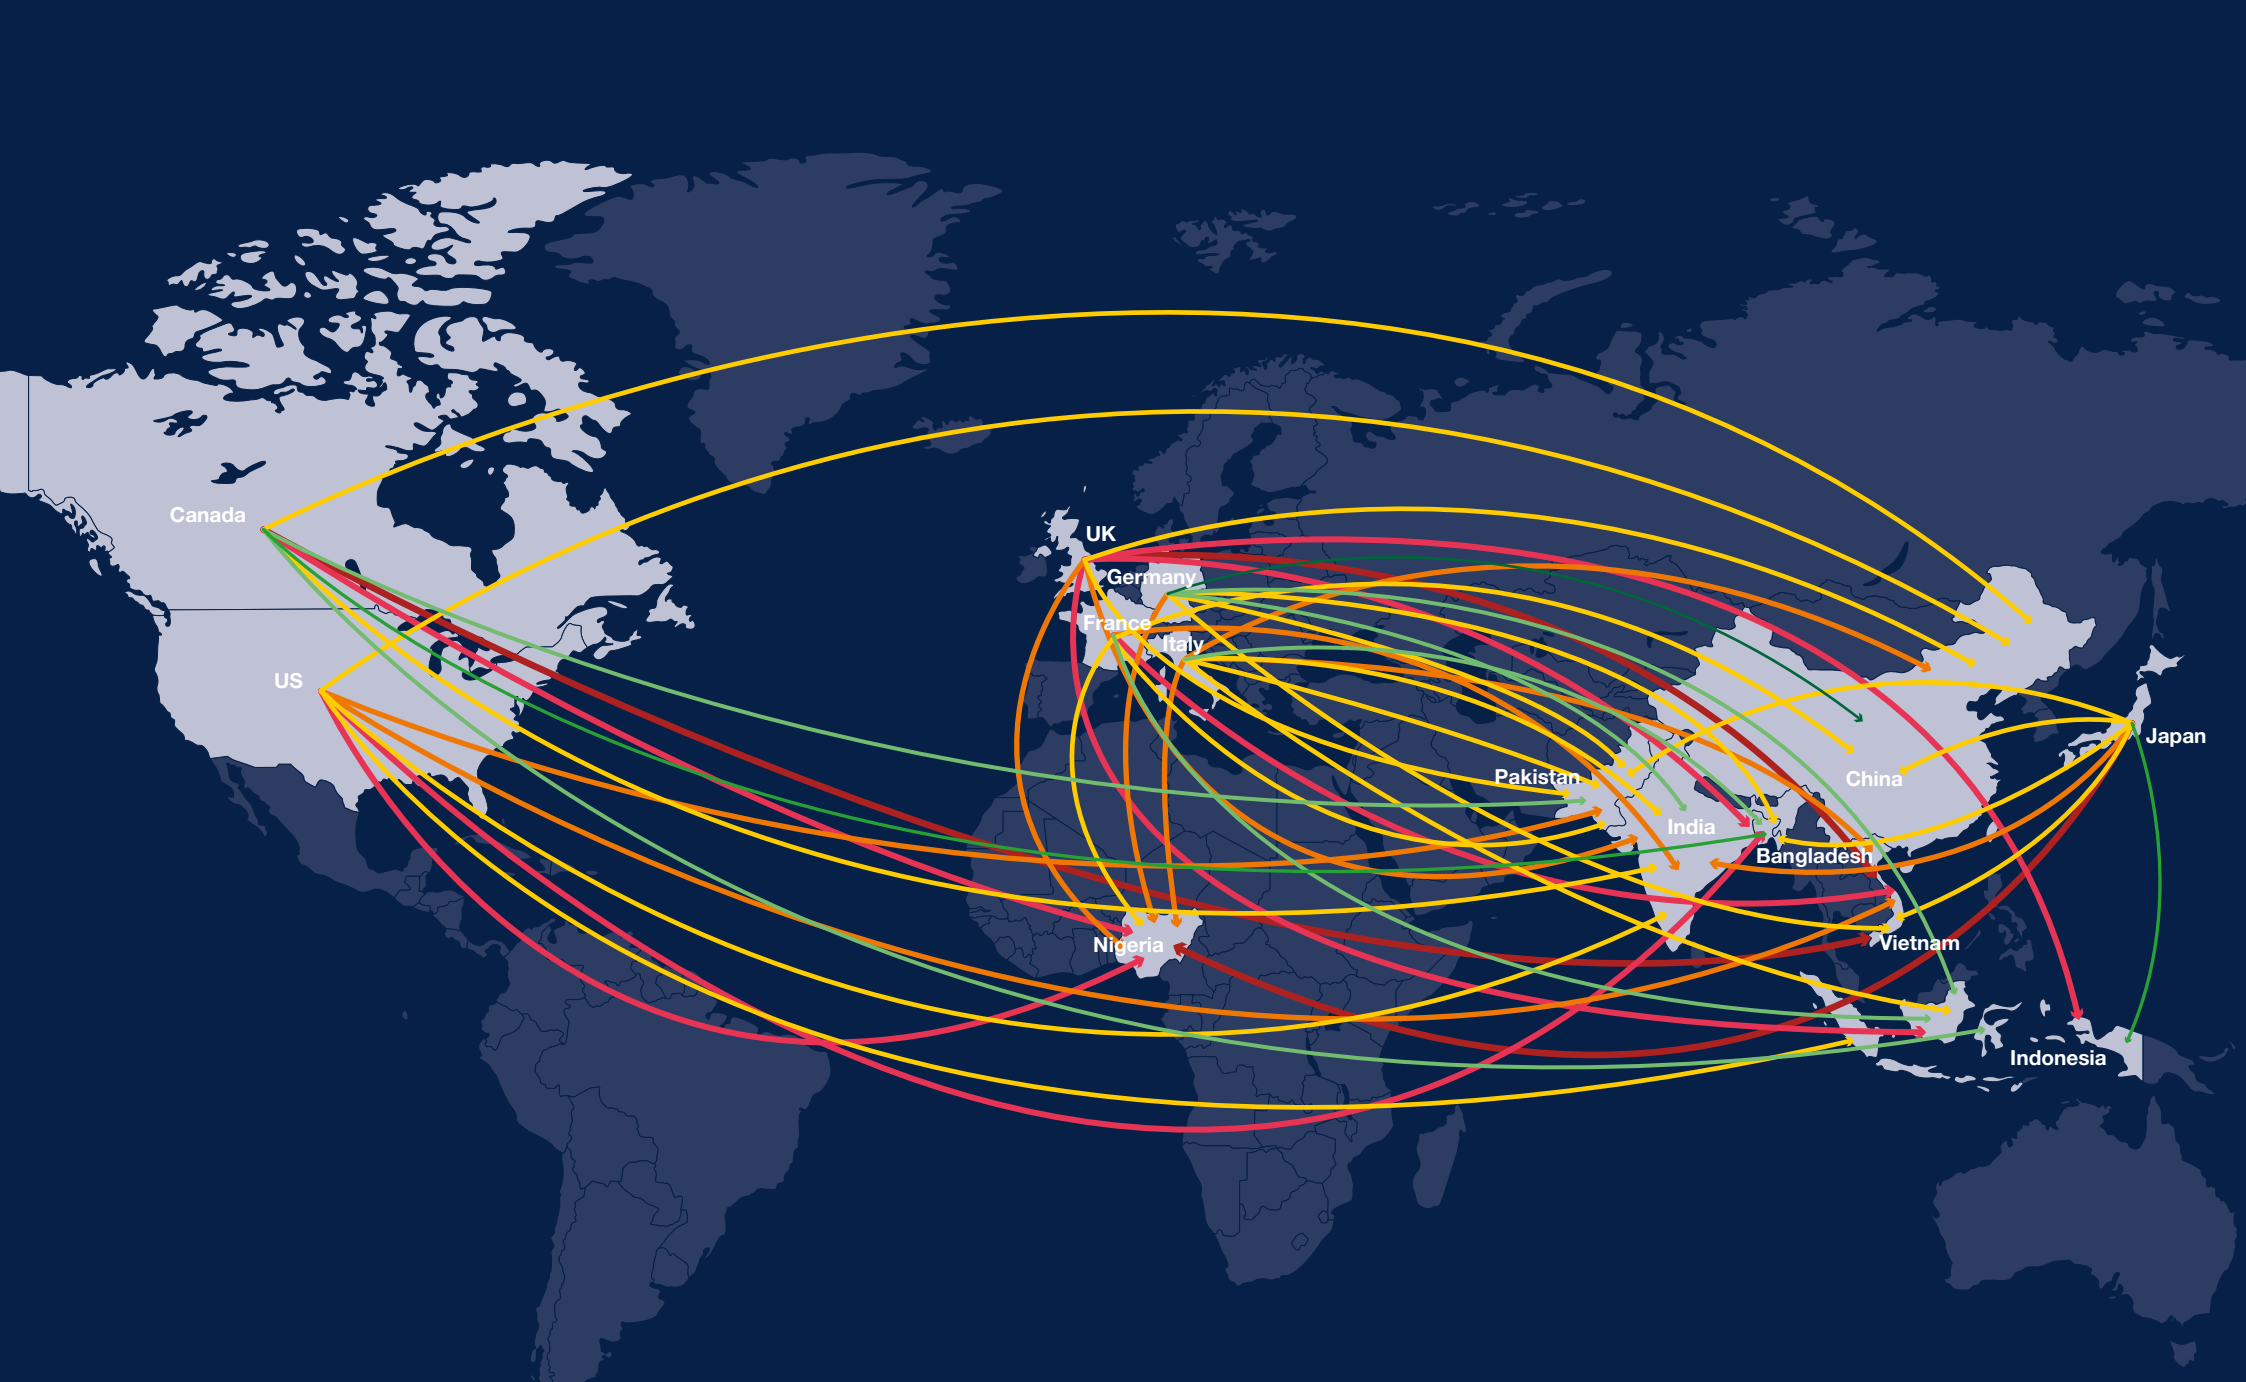 Canada
UK
Germany
France
Italy
US
Japan
Pakistan
China
India
Bangladesh
Nigeria
Vietnam
Indonesia